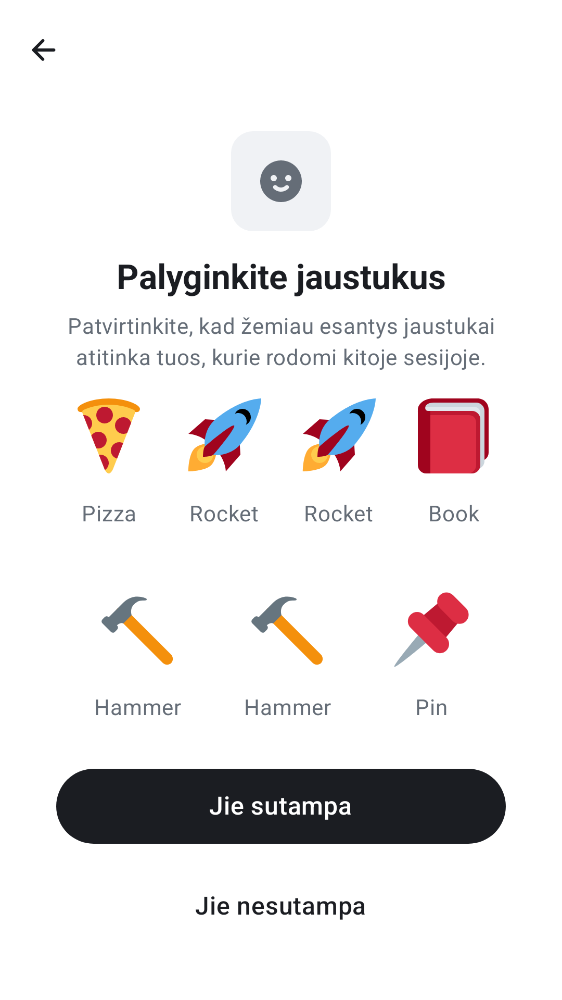 Palyginkite jaustukus
Patvirtinkite, kad žemiau esantys jaustukai
atitinka tuos, kurie rodomi kitoje sesijoje.
Pizza Rocket Rocket Book
Hammer Hammer Pin
Jie sutampa
Jie nesutampa